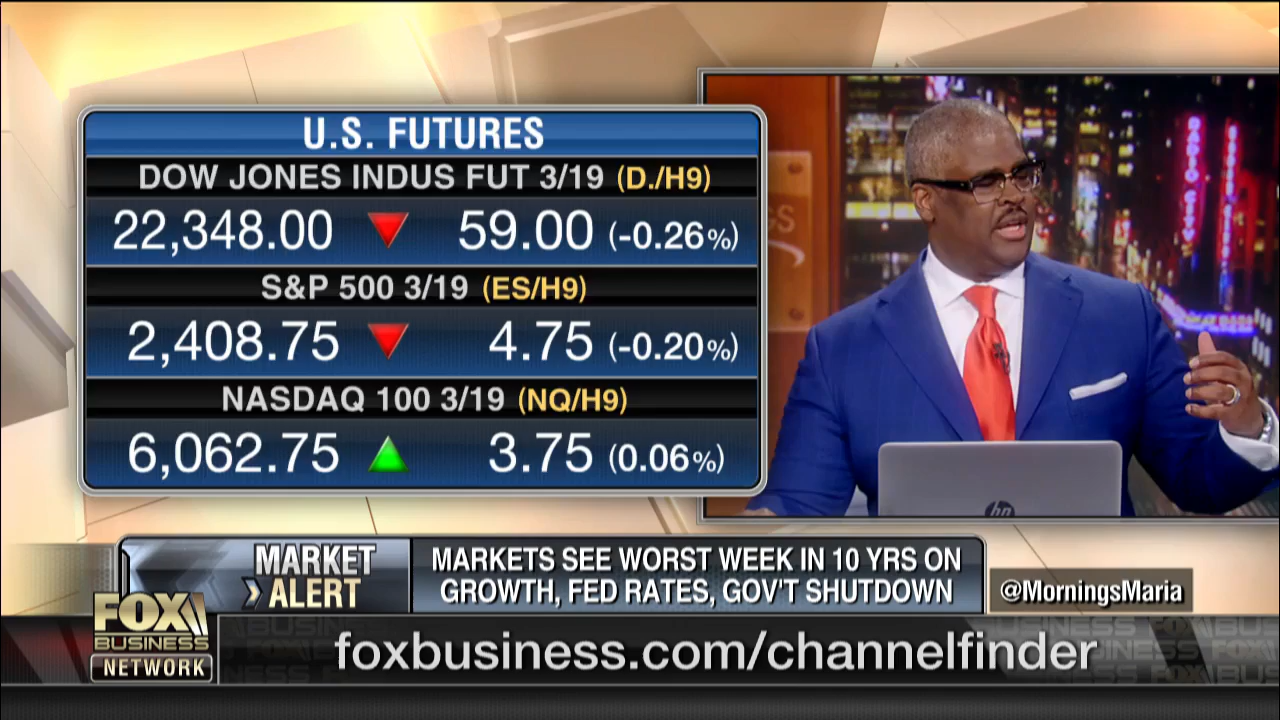 U.S. FUTURES
DOW JONES INDUS FUT 3/19 (D./H9)
22,348.00 59.00 (-0.26%)
S&P 500 3/19 (ES/H9)
2,408.75 4.75 (-0.20%)
NASDAQ 100 3/19 (NQ/H9)
6,062.75 3.75 (0.06%)
RADIO CITY
hp
MARKET
ALERT
MARKETS SEE WORST WEEK IN 10 YRS ON
GROWTH, FED RATES, GOV'T SHUTDOWN
@MorningsMaria
FOX
BUSINESS
NETWORK
foxbusiness.com/channelfinder